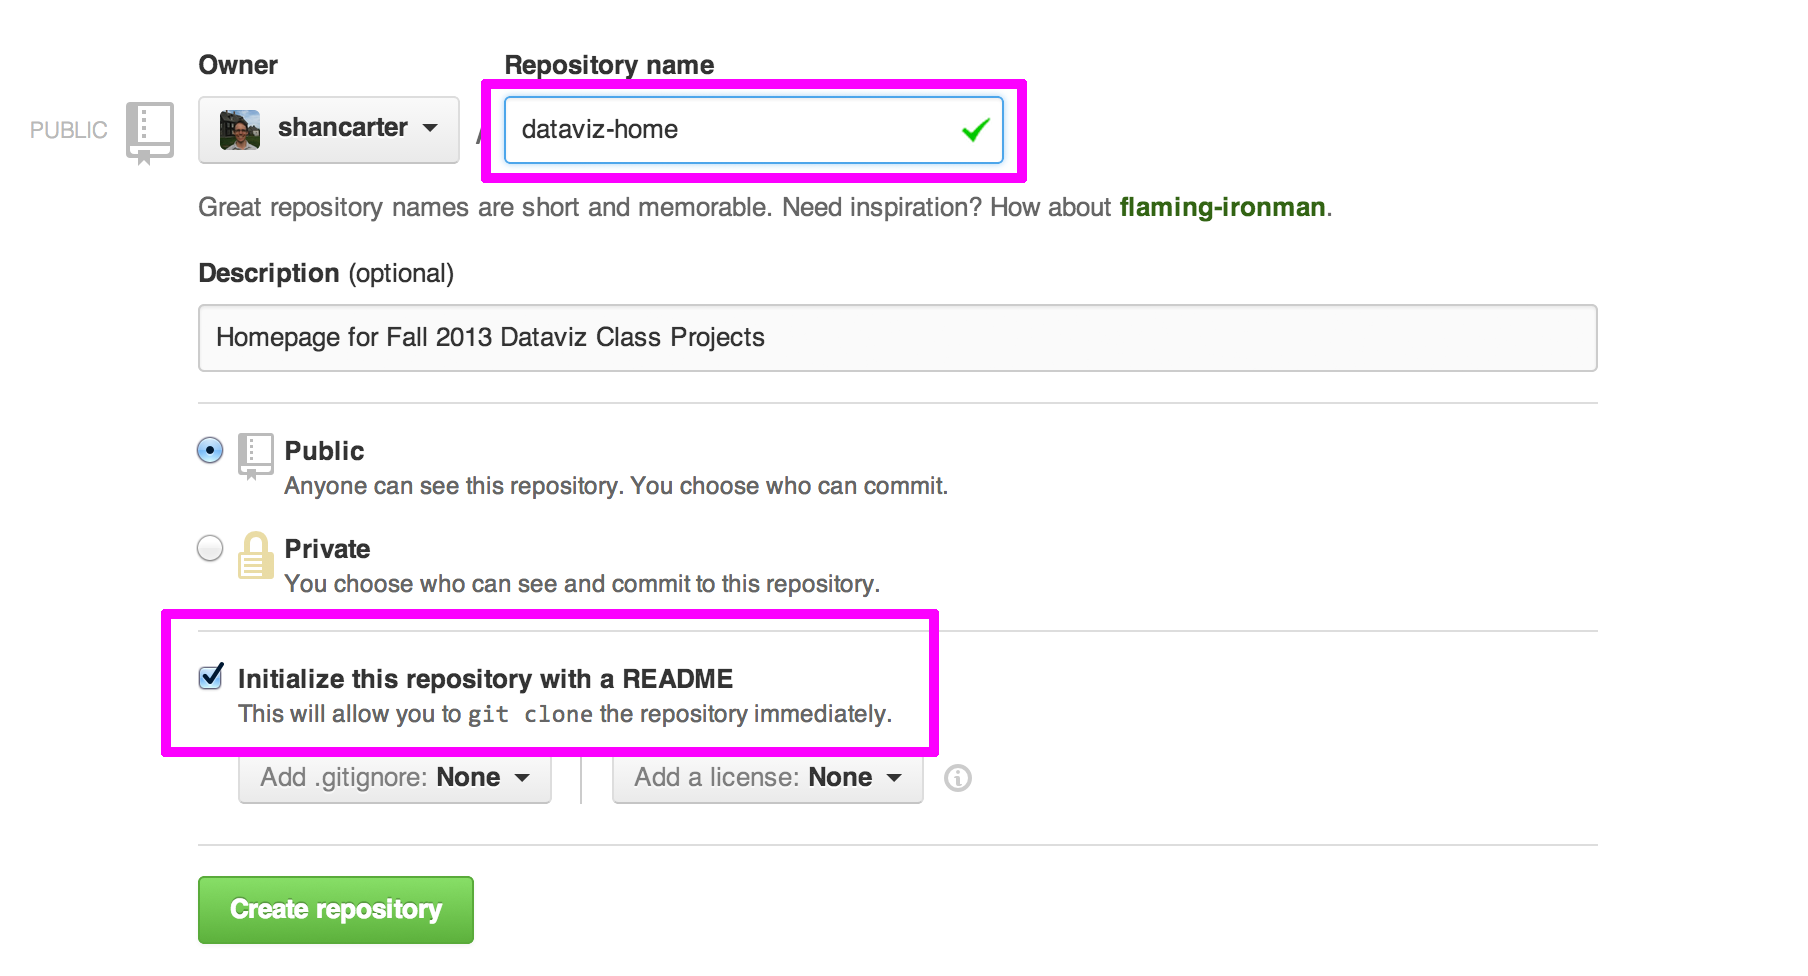 Owner
Repository name
PUBLIC
shancarter
/
dataviz-home
Great repository names are short and memorable. Need inspiration? How about flaming-ironman.
Description (optional)
Homepage for Fall 2013 Dataviz Class Projects
Public
Anyone can see this repository. You choose who can commit.
Private
You choose who can see and commit to this repository.
Initialize this repository with a README
This will allow you to git clone the repository immediately.
Add .gitignore: None
Add a license: None
Create repository